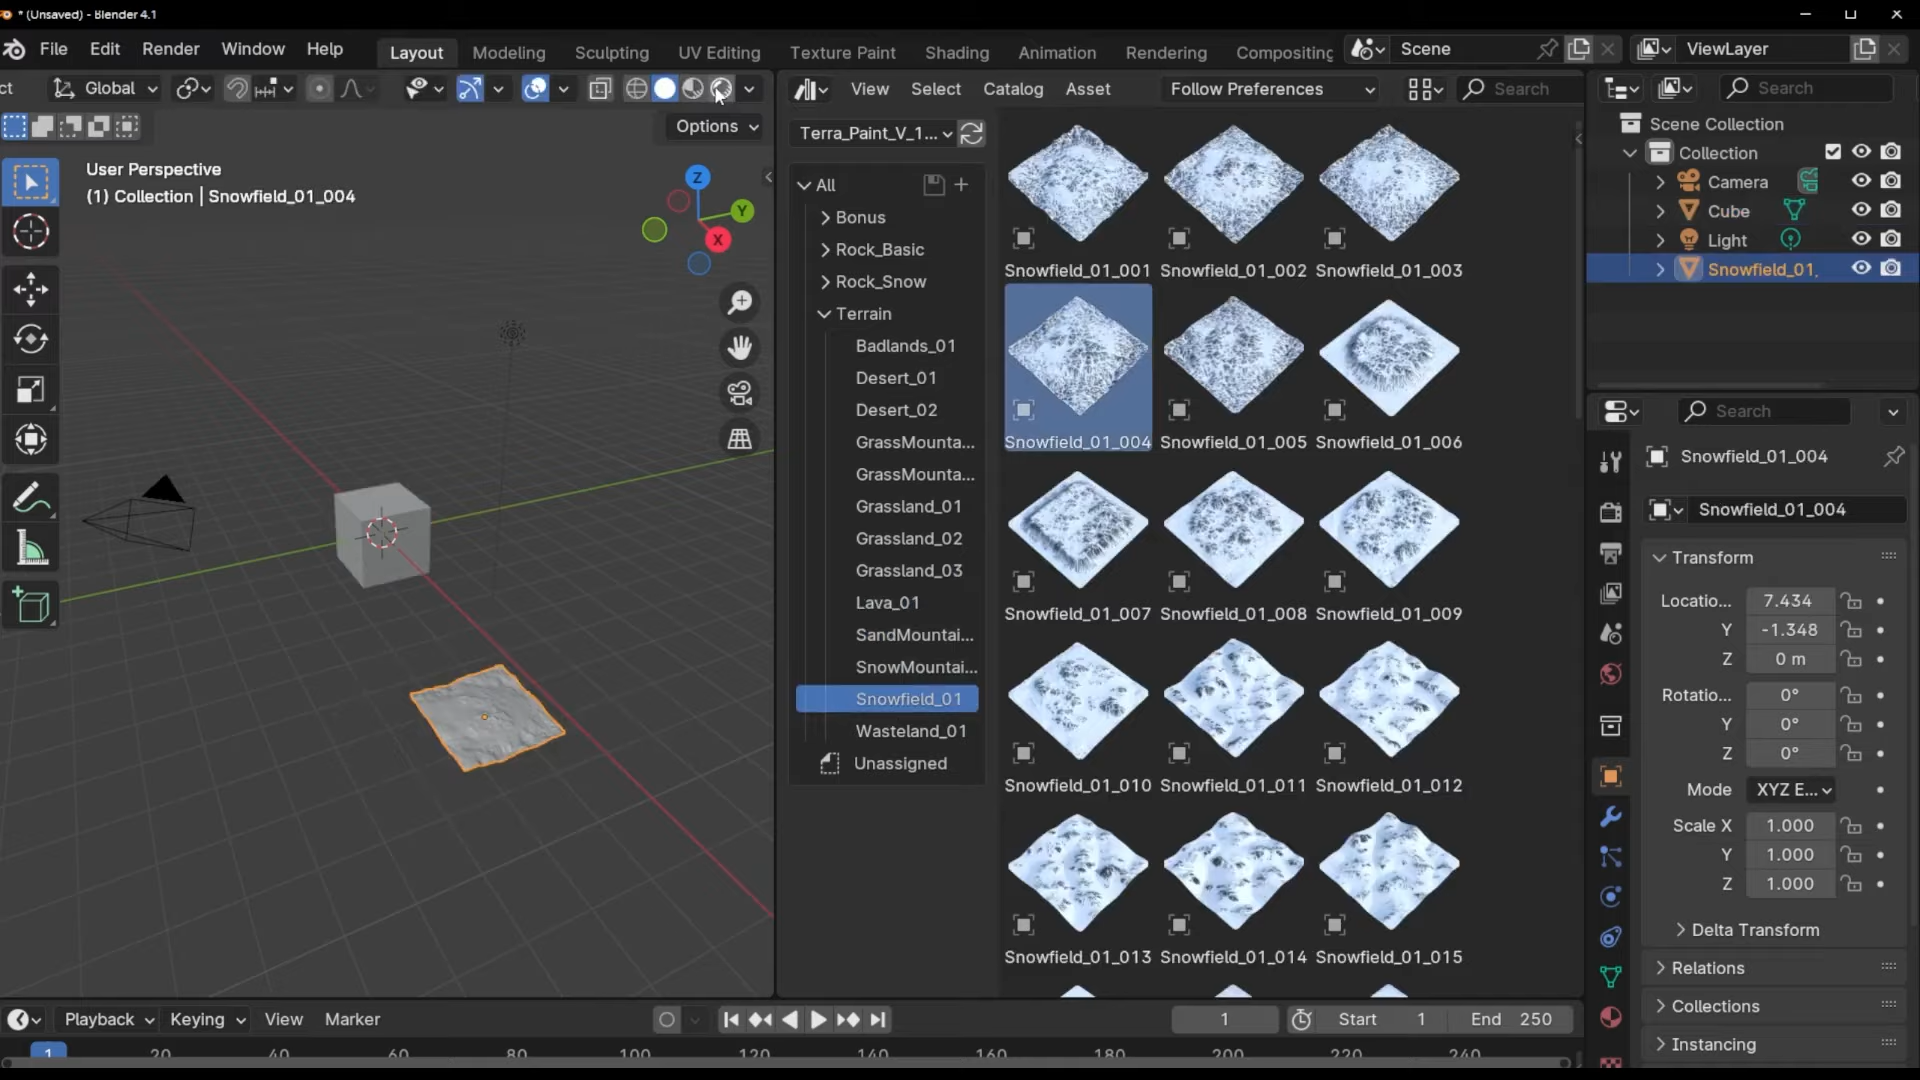 * (Unsaved) - Blender 4.1
File Edit Render Window Help
Layout Modeling Sculpting UV Editing Texture Paint Shading Animation Rendering Compositing
Scene
ViewLayer
ct Global
View Select Catalog Asset Follow Preferences Search
Search
Options
User Perspective
(1) Collection | Snowfield_01_004
Z
Y
X
Terra_Paint_V_1...
All
Bonus
Rock_Basic
Rock_Snow
Terrain
Badlands_01
Desert_01
Desert_02
GrassMounta...
GrassMounta...
Grassland_01
Grassland_02
Grassland_03
Lava_01
SandMountai...
SnowMountai...
Snowfield_01
Wasteland_01
Unassigned
Snowfield_01_001 Snowfield_01_002 Snowfield_01_003
Snowfield_01_004 Snowfield_01_005 Snowfield_01_006
Snowfield_01_007 Snowfield_01_008 Snowfield_01_009
Snowfield_01_010 Snowfield_01_011 Snowfield_01_012
Snowfield_01_013 Snowfield_01_014 Snowfield_01_015
Scene Collection
Collection
Camera
Cube
Light
Snowfield_01.
Search
Snowfield_01_004
Snowfield_01_004
Transform
Locatio... 7.434
Y -1.348
Z 0 m
Rotatio... 0°
Y 0°
Z 0°
Mode XYZ E...
Scale X 1.000
Y 1.000
Z 1.000
Delta Transform
Relations
Collections
Instancing
Playback Keying View Marker
1 Start 1 End 250
1 20 40 60 80 100 120 140 160 180 200 220 240